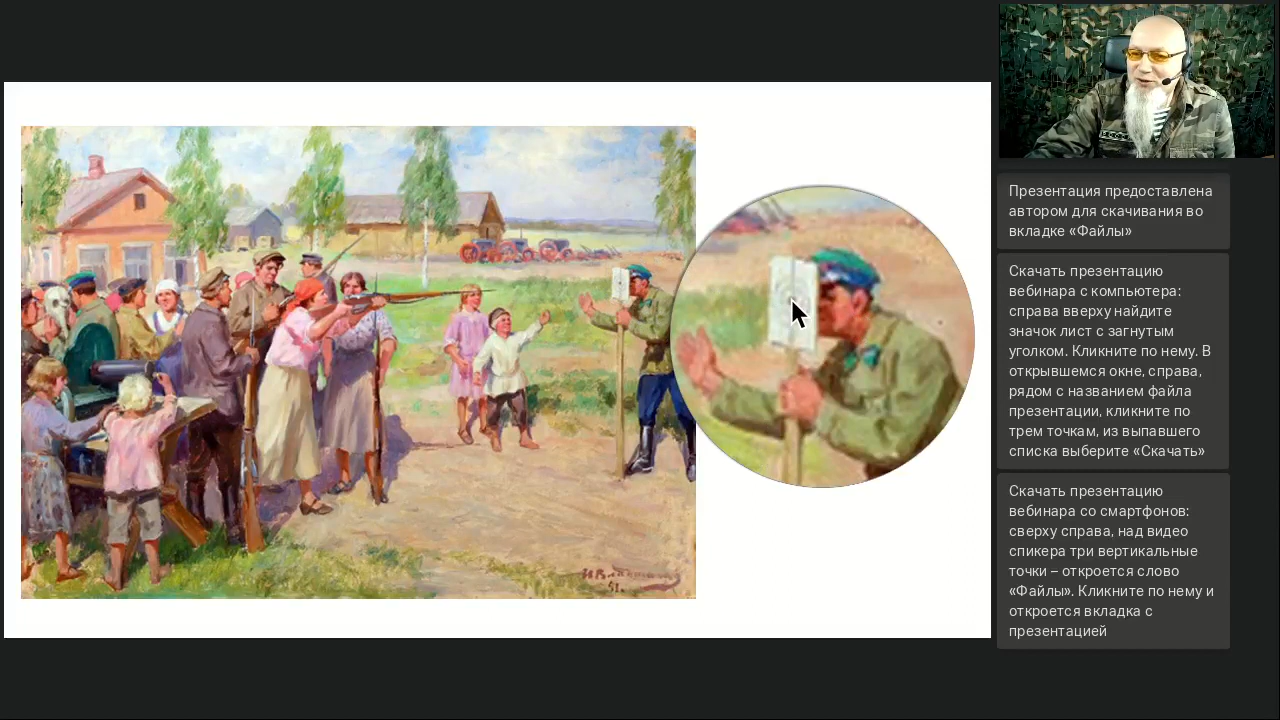 Презентация предоставлена
автором для скачивания во
вкладке «Файлы»
Скачать презентацию
вебинара с компьютера:
справа вверху найдите
значок лист с загнутым
уголком. Кликните по нему. В
открывшемся окне, справа,
рядом с названием файла
презентации, кликните по
трем точкам, из выпавшего
списка выберите «Скачать»
Скачать презентацию
вебинара со смартфонов:
сверху справа, над видео
спикера три вертикальные
точки – откроется слово
«Файлы». Кликните по нему и
откроется вкладка с
презентацией